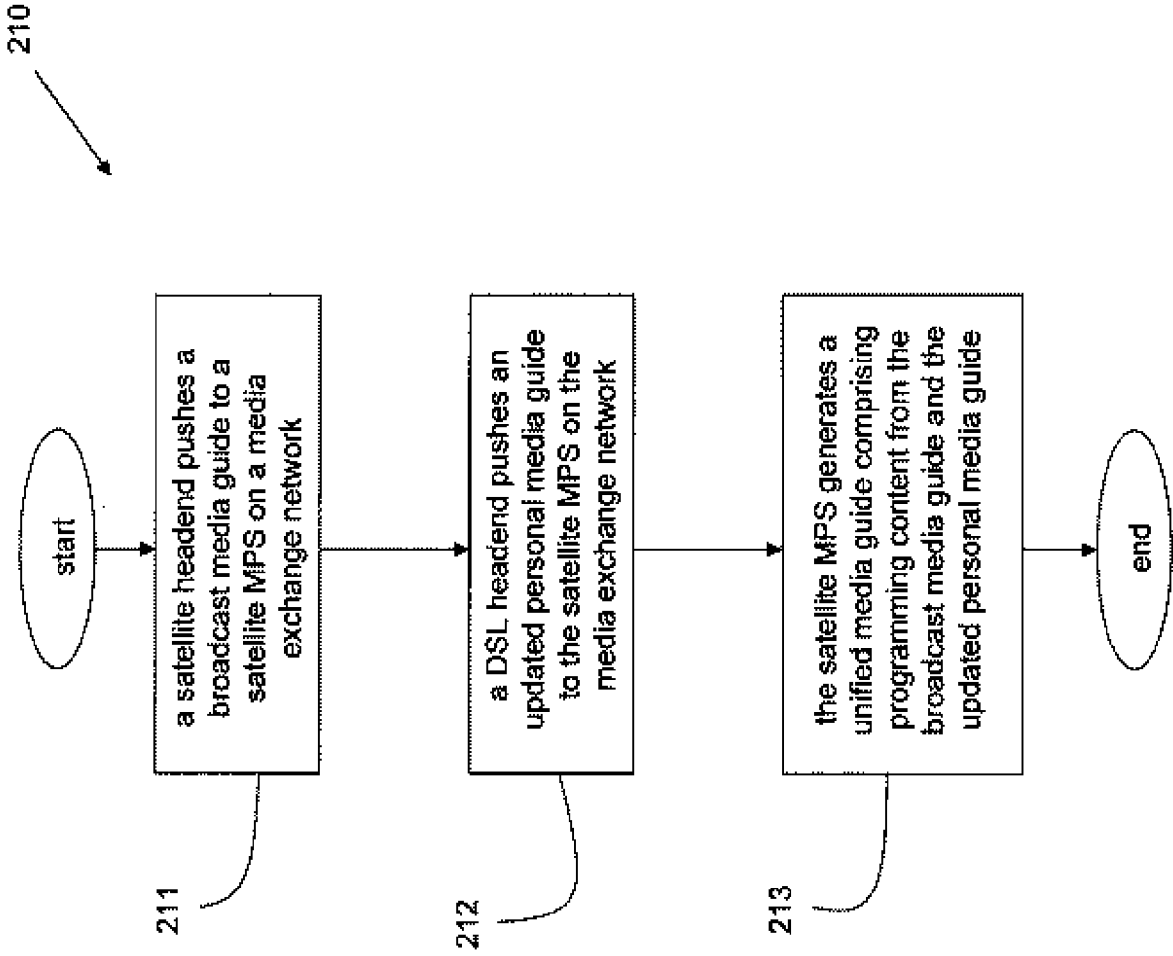 210
start
211
a satellite headend pushes a
broadcast media guide to a
satellite MPS on a media
exchange network
212
a DSL headend pushes an
updated personal media guide
to the satellite MPS on the
media exchange network
213
the satellite MPS generates a
unified media guide comprising
programming content from the
broadcast media guide and the
updated personal media guide
end